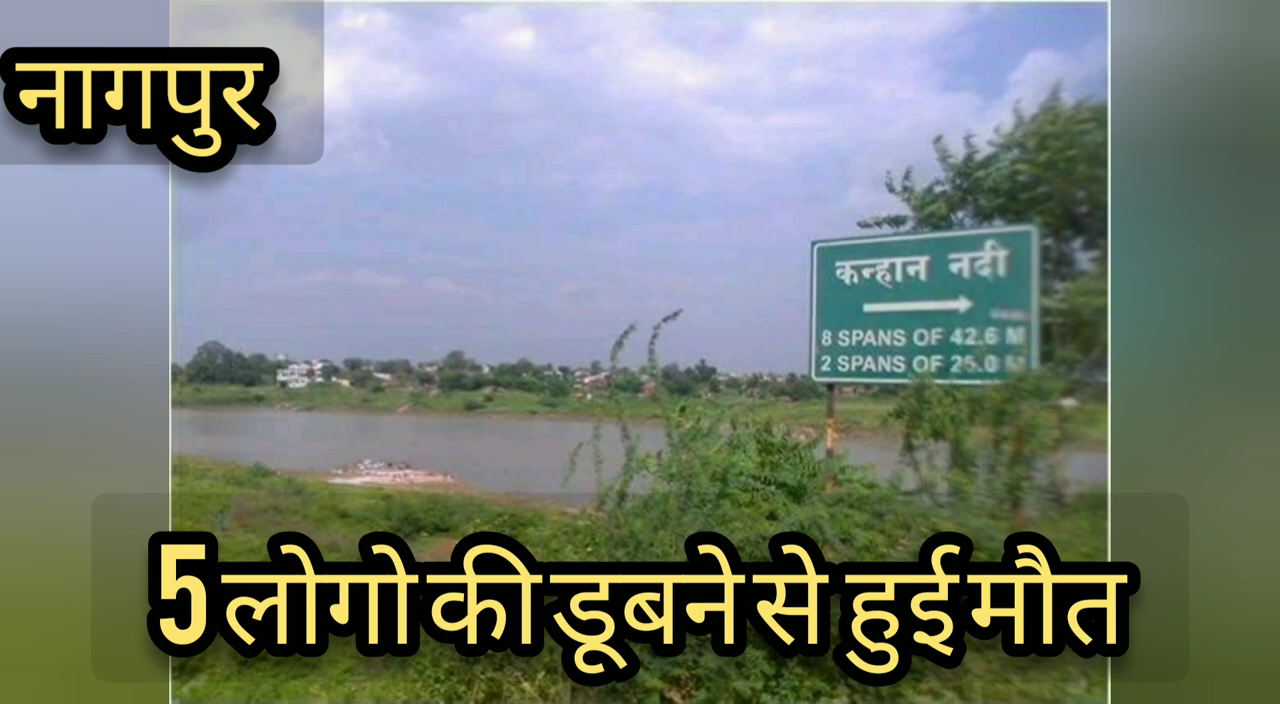 नागपुर
कन्हान नदी
8 SPANS OF 42.6 M
2 SPANS OF 25.0 M
5 लोगो की डूबने से हुई मौत